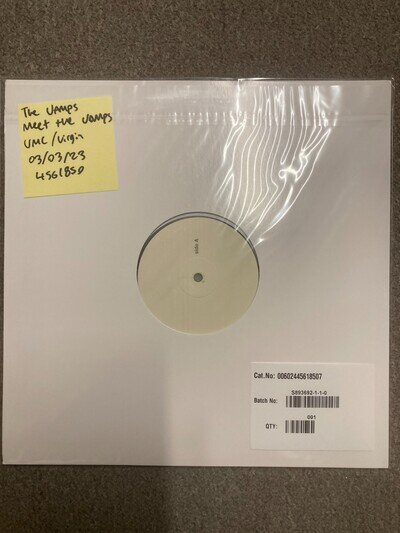 The Vamps
Meet the Vamps
UMC/Virgin
03/03/23
4561850
side A
Cat.No: 00602445618507
S893692-1-1-0
Batch No:
001
QTY: